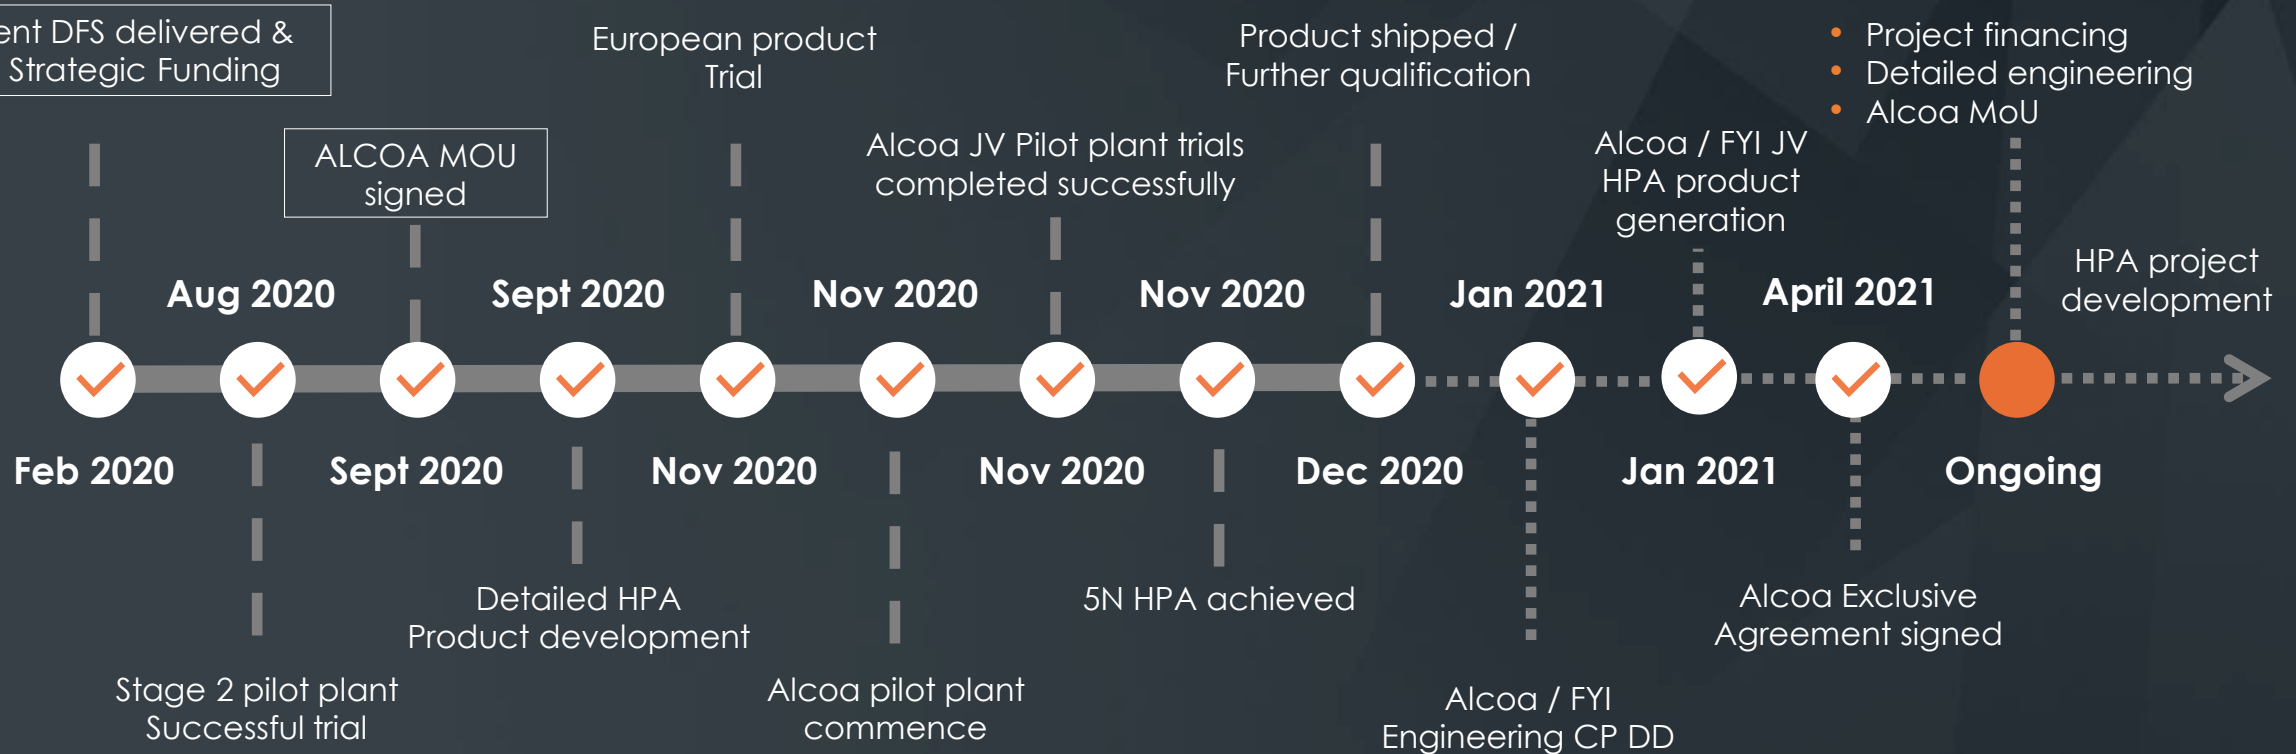 ent DFS delivered &
Strategic Funding
Feb 2020
Aug 2020
Stage 2 pilot plant
Successful trial
ALCOA MOU
signed
Sept 2020
Sept 2020
Detailed HPA
Product development
European product
Trial
Nov 2020
Nov 2020
Alcoa pilot plant
commence
Alcoa JV Pilot plant trials
completed successfully
Nov 2020
Nov 2020
5N HPA achieved
Product shipped /
Further qualification
Dec 2020
Jan 2021
Alcoa / FYI
Engineering CP DD
Alcoa / FYI JV
HPA product
generation
Jan 2021
April 2021
Alcoa Exclusive
Agreement signed
• Project financing
• Detailed engineering
• Alcoa MoU
Ongoing
HPA project
development